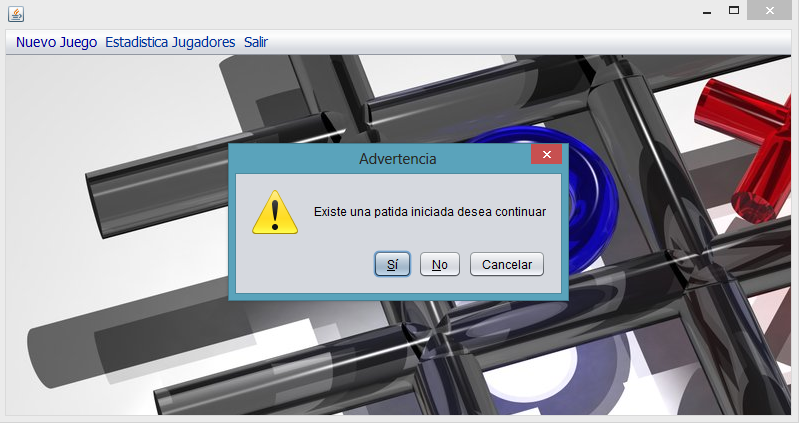 Nuevo Juego Estadistica Jugadores Salir
Advertencia
Existe una patida iniciada desea continuar
Sí No Cancelar